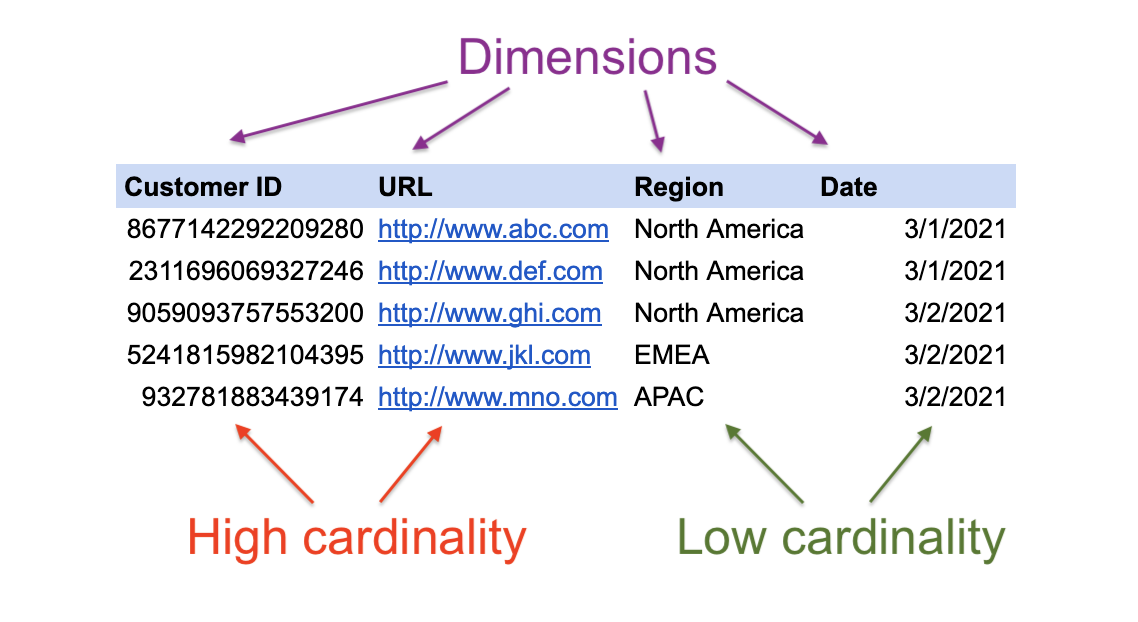 Dimensions
Customer ID URL Region Date
8677142292209280 http://www.abc.com North America 3/1/2021
2311696069327246 http://www.def.com North America 3/1/2021
9059093757553200 http://www.ghi.com North America 3/2/2021
5241815982104395 http://www.jkl.com EMEA 3/2/2021
932781883439174 http://www.mno.com APAC 3/2/2021
High cardinality Low cardinality